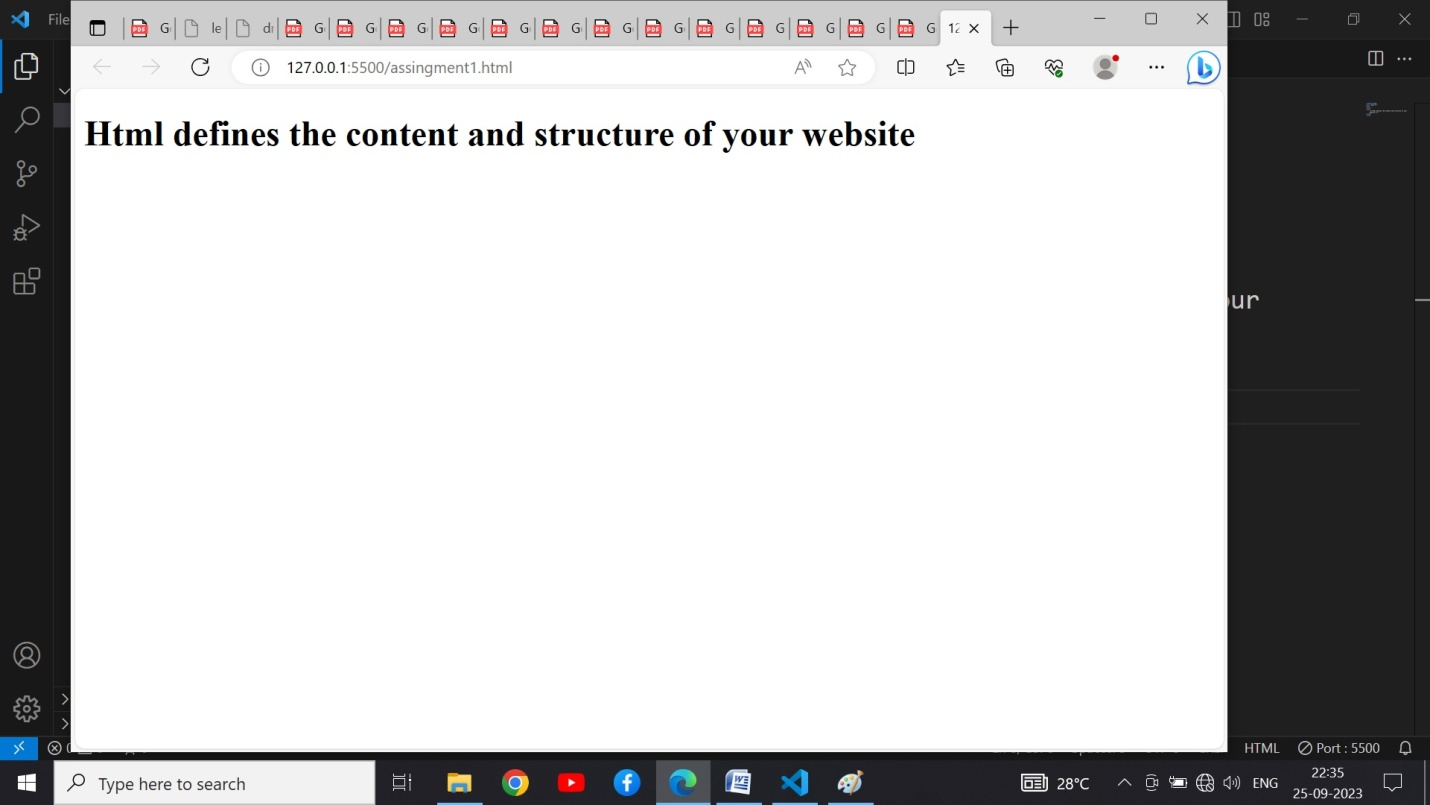 File
G G G G G G G G G G G G G 12
127.0.0.1:5500/assingment1.html
Html defines the content and structure of your website
our
HTML Port : 5500
Type here to search
28°C
ENG
22:35
25-09-2023